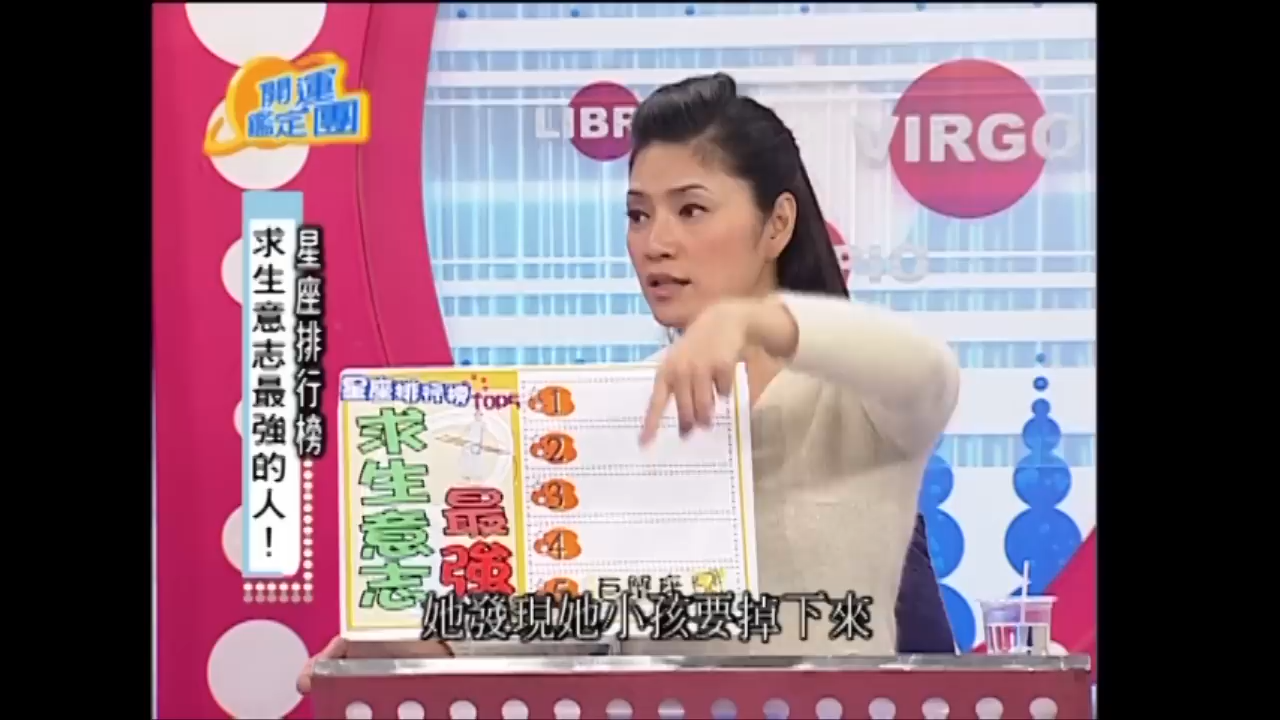 開運
鑑定團
LIBR
VIRGO
PIO
星座排行榜
求生意志最強的人！
星座排行榜
TOP5
求生意志
最強
1
2
3
4
5 巨蟹座
她發現她小孩要掉下來